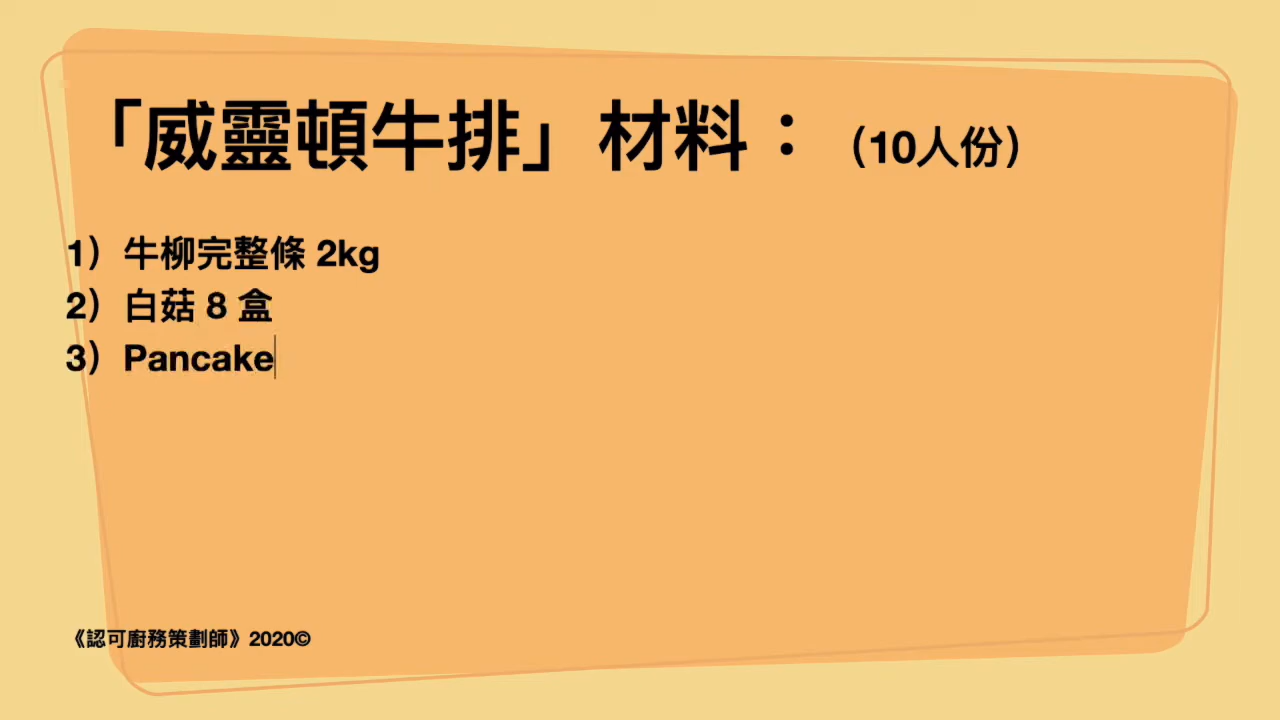 「威靈頓牛排」材料：（10人份）
1）牛柳完整條 2kg
2）白菇 8 盒
3）Pancake
《認可廚務策劃師》2020©